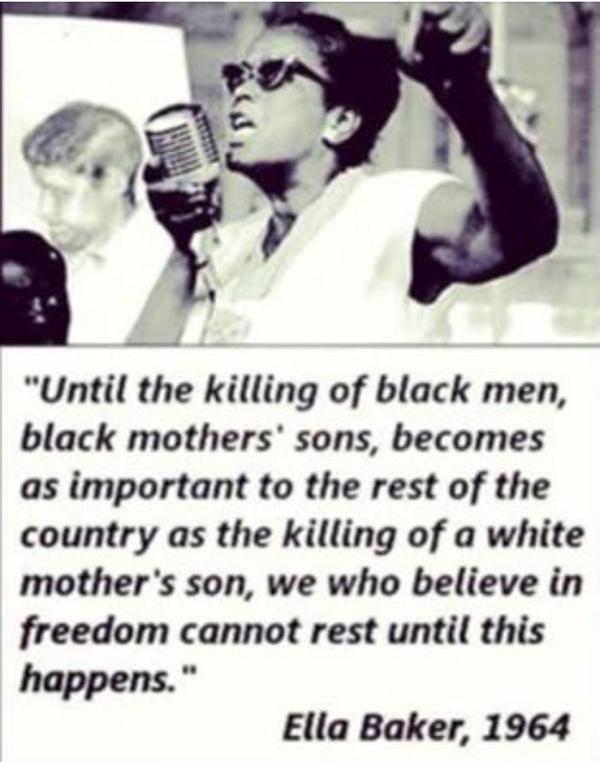 "Until the killing of black men,
black mothers' sons, becomes
as important to the rest of the
country as the killing of a white
mother's son, we who believe in
freedom cannot rest until this
happens."
Ella Baker, 1964